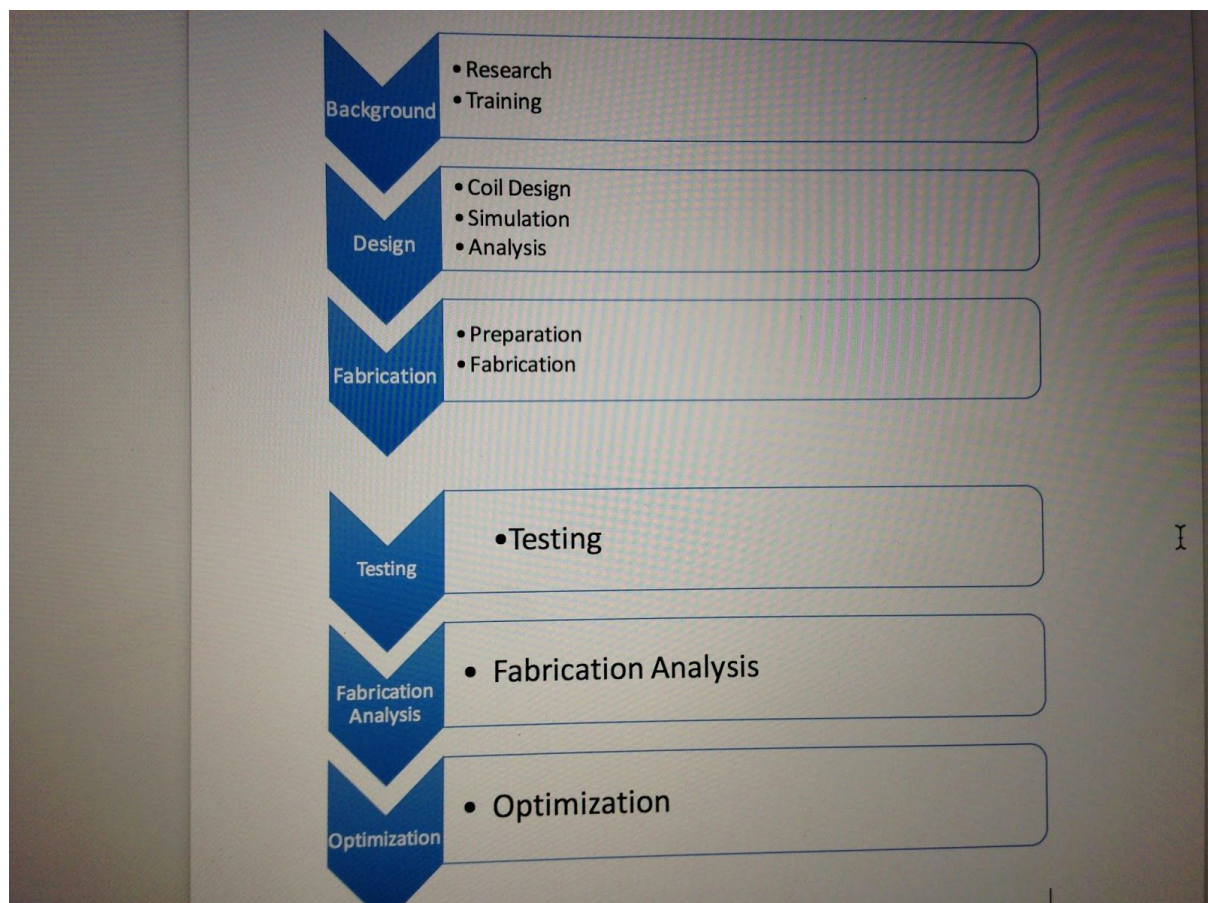 Background
• Research
• Training
Design
• Coil Design
• Simulation
• Analysis
Fabrication
• Preparation
• Fabrication
Testing
•Testing
Fabrication
Analysis
• Fabrication Analysis
Optimization
• Optimization